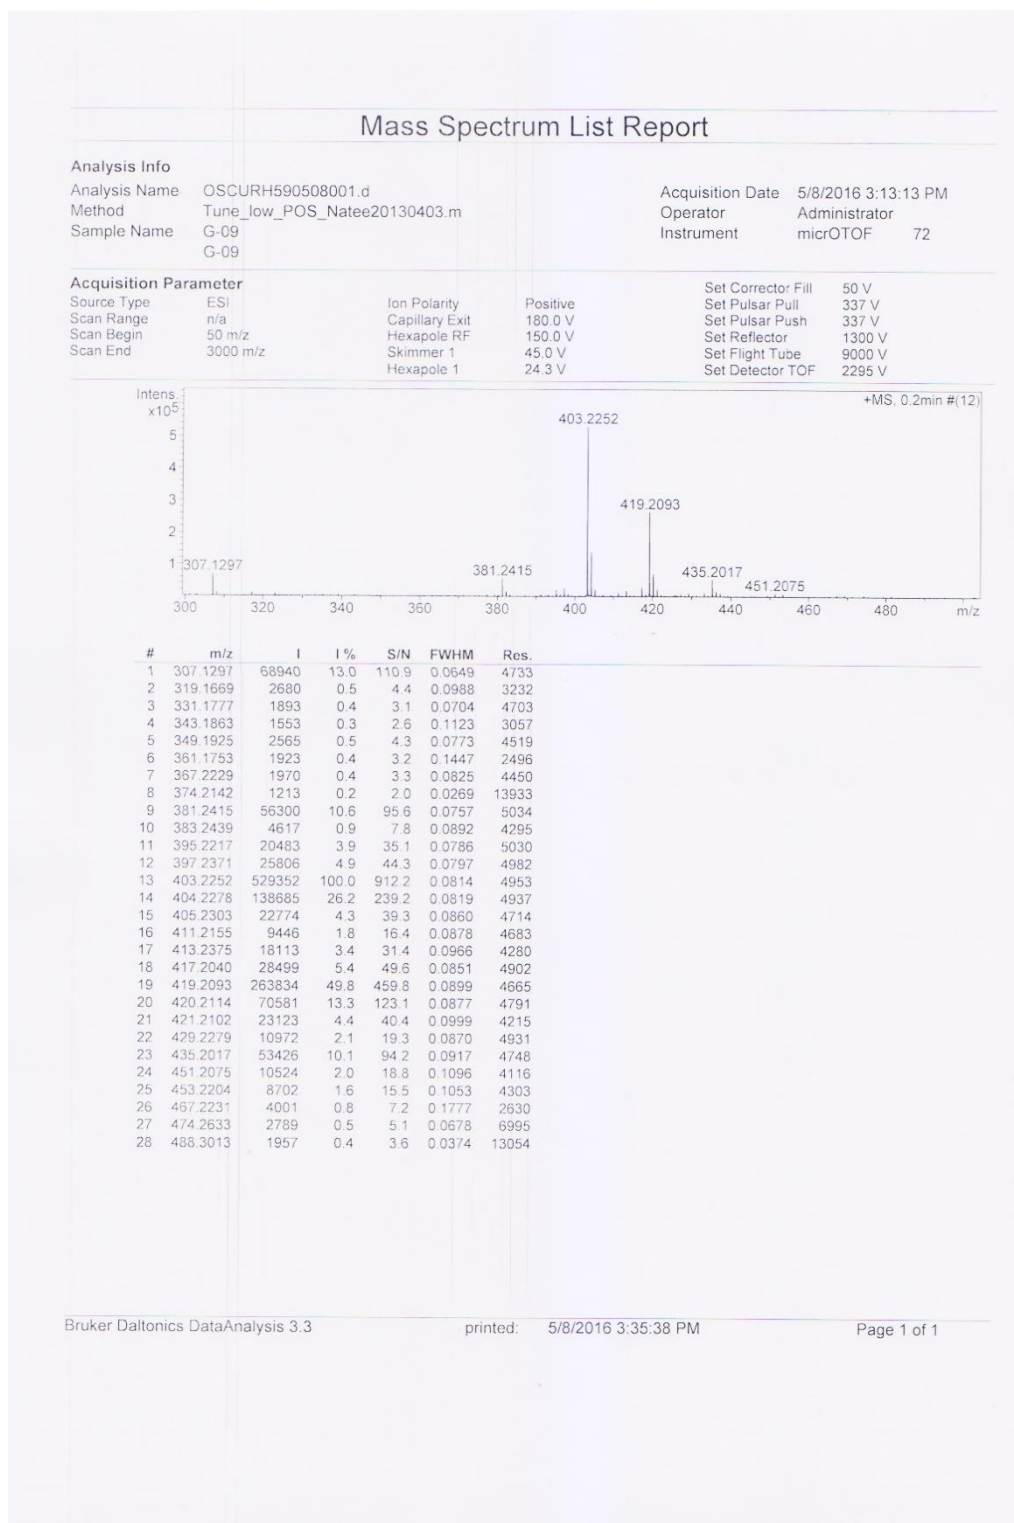 Mass Spectrum List Report
Analysis Info
Analysis Name OSCURH590508001.d Acquisition Date 5/8/2016 3:13:13 PM
Method Tune_low_POS_Natee20130403.m Operator Administrator
Sample Name G-09 Instrument micrOTOF 72
G-09
Acquisition Parameter Set Corrector Fill 50 V
Source Type ESI Ion Polarity Positive Set Pulsar Pull 337 V
Scan Range n/a Capillary Exit 180.0 V Set Pulsar Push 337 V
Scan Begin 50 m/z Hexapole RF 150.0 V Set Reflector 1300 V
Scan End 3000 m/z Skimmer 1 45.0 V Set Flight Tube 9000 V
Hexapole 1 24.3 V Set Detector TOF 2295 V
Intens. +MS, 0.2min #(12)
x105
403.2252
5
4
3
419.2093
2
1 307.1297 381.2415 435.2017
451.2075
300 320 340 360 380 400 420 440 460 480 m/z
# m/z I I % S/N FWHM Res.
1 307.1297 68940 13.0 110.9 0.0649 4733
2 319.1669 2680 0.5 4.4 0.0988 3232
3 331.1777 1893 0.4 3.1 0.0704 4703
4 343.1863 1553 0.3 2.6 0.1123 3057
5 349.1925 2565 0.5 4.3 0.0773 4519
6 361.1753 1923 0.4 3.2 0.1447 2496
7 367.2229 1970 0.4 3.3 0.0825 4450
8 374.2142 1213 0.2 2.0 0.0269 13933
9 381.2415 56300 10.6 95.6 0.0757 5034
10 383.2439 4617 0.9 7.8 0.0892 4295
11 395.2217 20483 3.9 35.1 0.0786 5030
12 397.2371 25806 4.9 44.3 0.0797 4982
13 403.2252 529352 100.0 912.2 0.0814 4953
14 404.2278 138685 26.2 239.2 0.0819 4937
15 405.2303 22774 4.3 39.3 0.0860 4714
16 411.2155 9446 1.8 16.4 0.0878 4683
17 413.2375 18113 3.4 31.4 0.0966 4280
18 417.2040 28499 5.4 49.6 0.0851 4902
19 419.2093 263834 49.8 459.8 0.0899 4665
20 420.2114 70581 13.3 123.1 0.0877 4791
21 421.2102 23123 4.4 40.4 0.0999 4215
22 429.2279 10972 2.1 19.3 0.0870 4931
23 435.2017 53426 10.1 94.2 0.0917 4748
24 451.2075 10524 2.0 18.8 0.1096 4116
25 453.2204 8702 1.6 15.5 0.1053 4303
26 467.2231 4001 0.8 7.2 0.1777 2630
27 474.2633 2789 0.5 5.1 0.0678 6995
28 488.3013 1957 0.4 3.6 0.0374 13054
Bruker Daltonics DataAnalysis 3.3 printed: 5/8/2016 3:35:38 PM Page 1 of 1